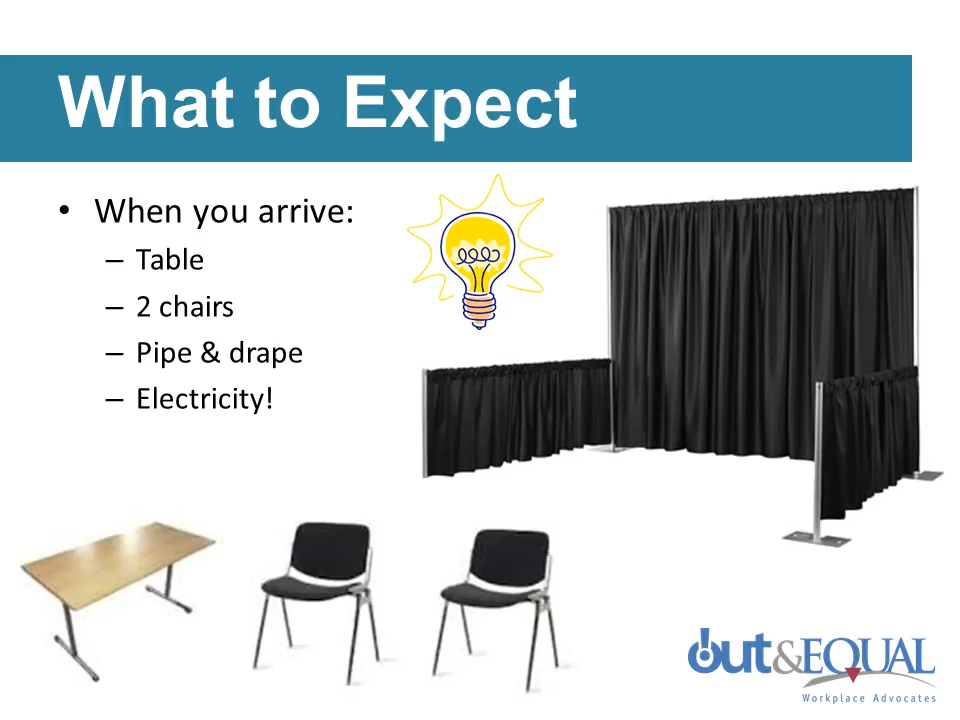 What to Expect
• When you arrive:
– Table
– 2 chairs
– Pipe & drape
– Electricity!
Out&EQUAL
Workplace Advocates